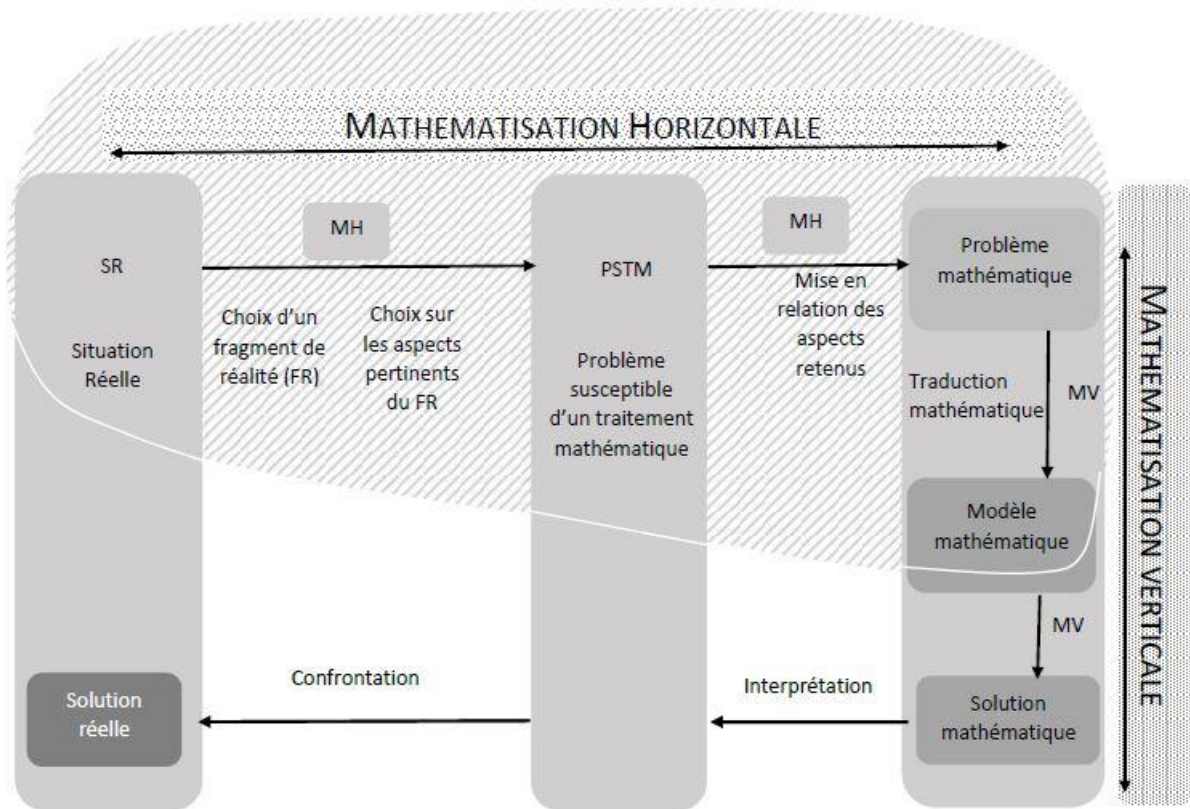 MATHEMATISATION HORIZONTALE
MH
MH
SR
Situation
Réelle
Choix d'un
fragment de
réalité (FR)
Choix sur
les aspects
pertinents
du FR
PSTM
Problème
susceptible
d'un traitement
mathématique
Mise en
relation des
aspects
retenus
Problème
mathématique
Traduction
mathématique
MV
Modèle
mathématique
MV
Solution
mathématique
Interprétation
Confrontation
Solution
réelle
MATHEMATISATION VERTICALE